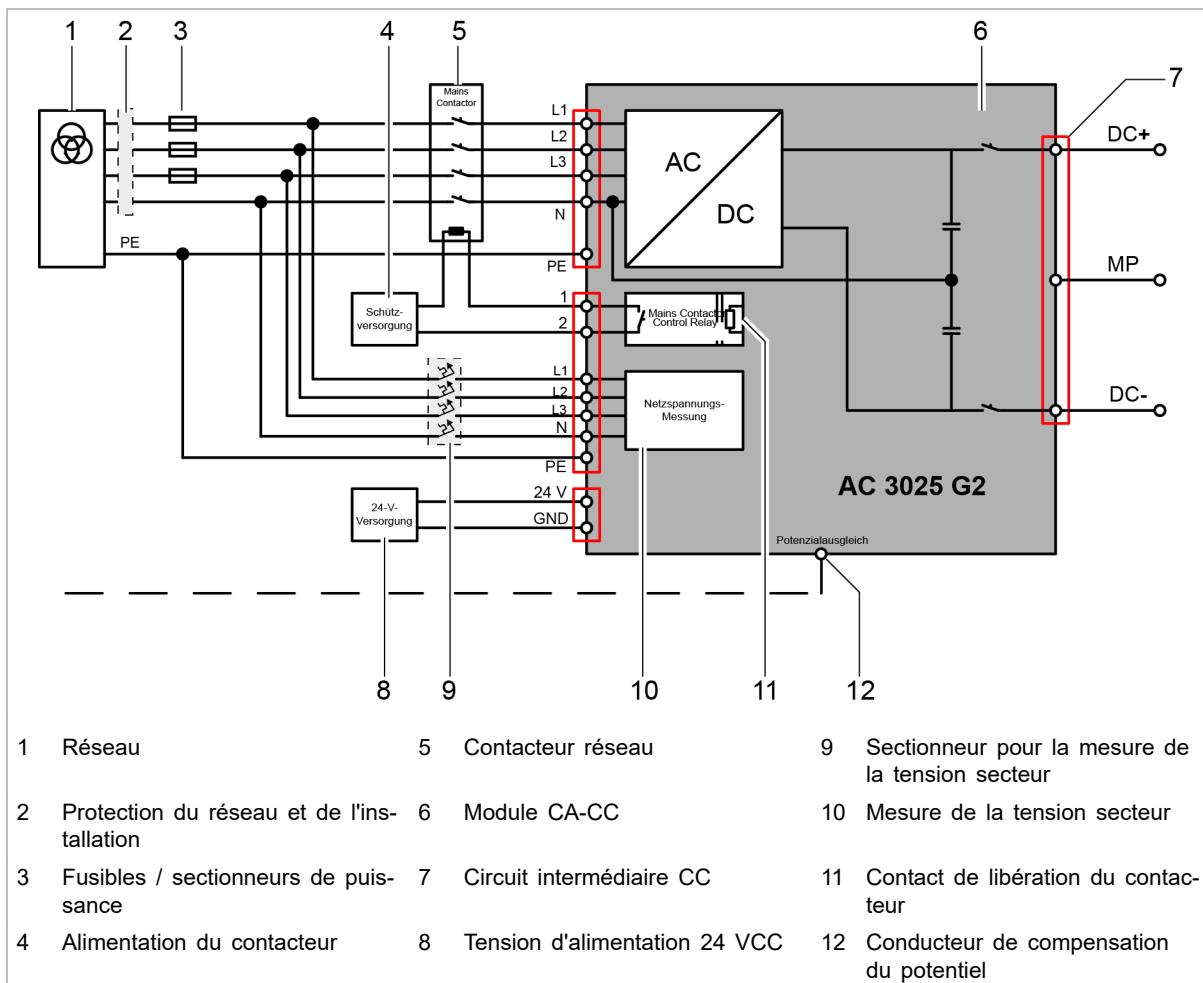 1 2 3 4 5 6
7
Mains
Contactor
L1
L2
L3
N
PE
PE
AC
DC
DC+
MP
DC-
Schütz-
versorgung
1
2
Mains Contactor
Control Relay
L1
L2
L3
N
PE
Netzspannungs-
Messung
AC 3025 G2
24-V-
Versorgung
24 V
GND
Potenzialausgleich
8 9 10 11 12
1 Réseau
2 Protection du réseau et de l'ins-
tallation
3 Fusibles / sectionneurs de puis-
sance
4 Alimentation du contacteur
5 Contacteur réseau
6 Module CA-CC
7 Circuit intermédiaire CC
8 Tension d'alimentation 24 VCC
9 Sectionneur pour la mesure de
la tension secteur
10 Mesure de la tension secteur
11 Contact de libération du contac-
teur
12 Conducteur de compensation
du potentiel